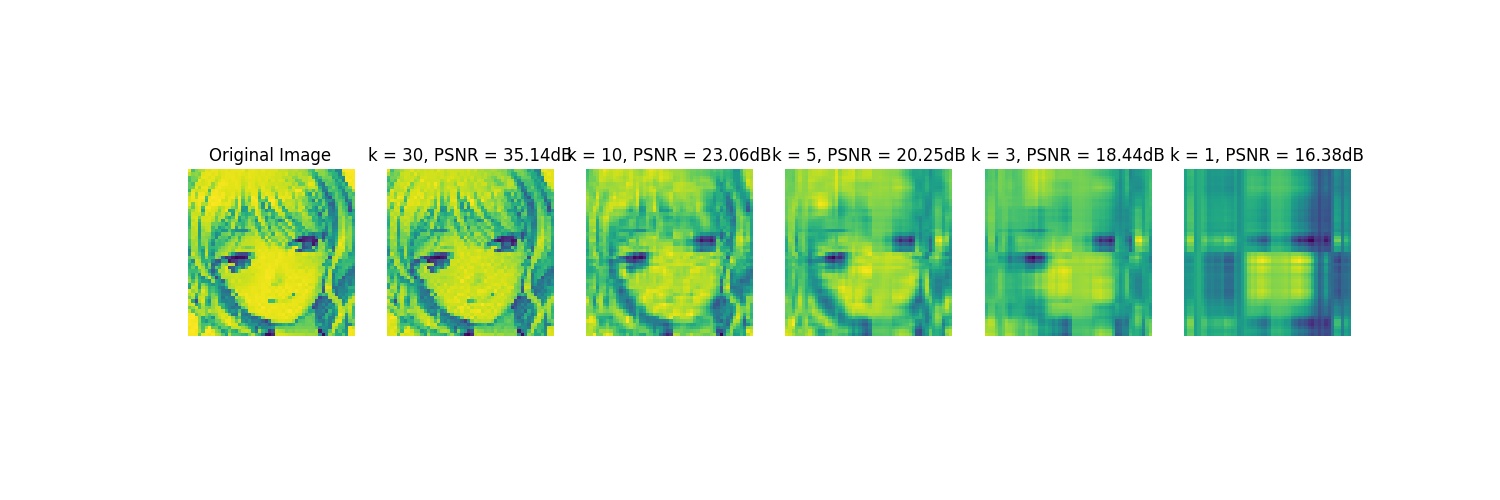 Original Image
k = 30, PSNR = 35.14dB
k = 10, PSNR = 23.06dB
k = 5, PSNR = 20.25dB
k = 3, PSNR = 18.44dB
k = 1, PSNR = 16.38dB